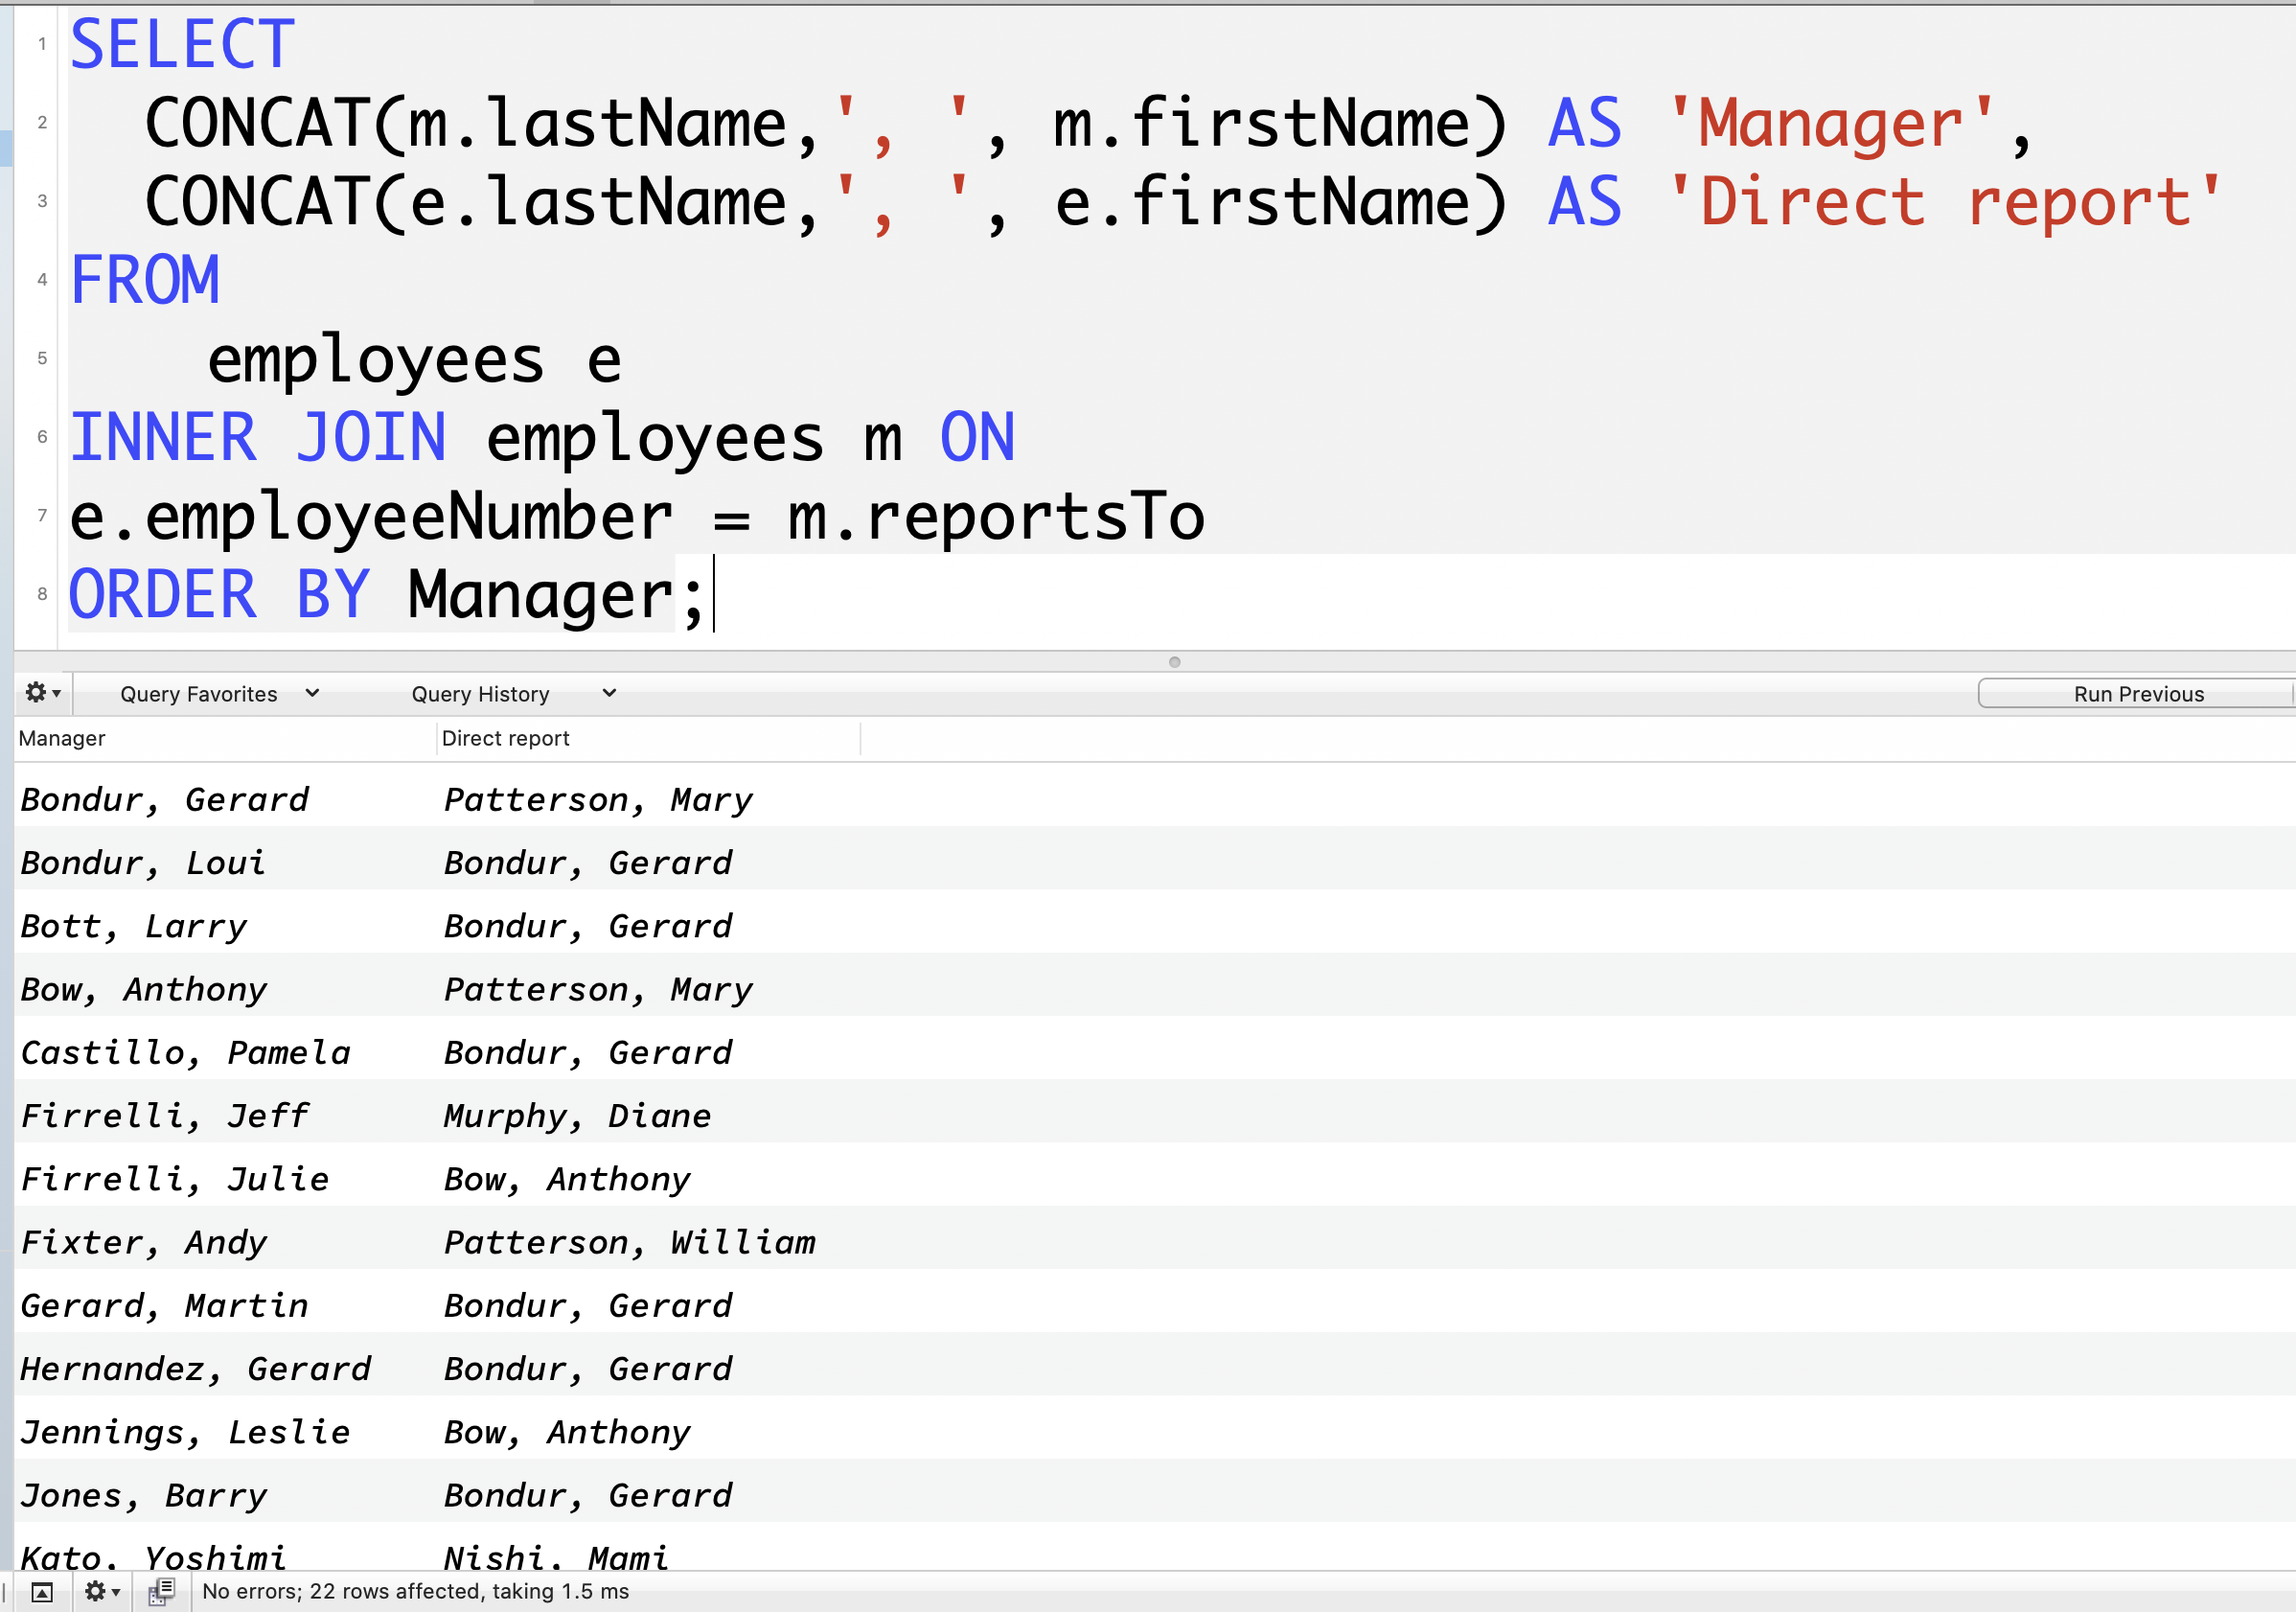 1 SELECT
2 CONCAT(m.lastName,', ', m.firstName) AS 'Manager',
3 CONCAT(e.lastName,', ', e.firstName) AS 'Direct report'
4 FROM
5 employees e
6 INNER JOIN employees m ON
7 e.employeeNumber = m.reportsTo
8 ORDER BY Manager;
Query Favorites Query History Run Previous
Manager Direct report
Bondur, Gerard Patterson, Mary
Bondur, Loui Bondur, Gerard
Bott, Larry Bondur, Gerard
Bow, Anthony Patterson, Mary
Castillo, Pamela Bondur, Gerard
Firrelli, Jeff Murphy, Diane
Firrelli, Julie Bow, Anthony
Fixter, Andy Patterson, William
Gerard, Martin Bondur, Gerard
Hernandez, Gerard Bondur, Gerard
Jennings, Leslie Bow, Anthony
Jones, Barry Bondur, Gerard
Kato, Yoshimi Nishi, Mami
No errors; 22 rows affected, taking 1.5 ms